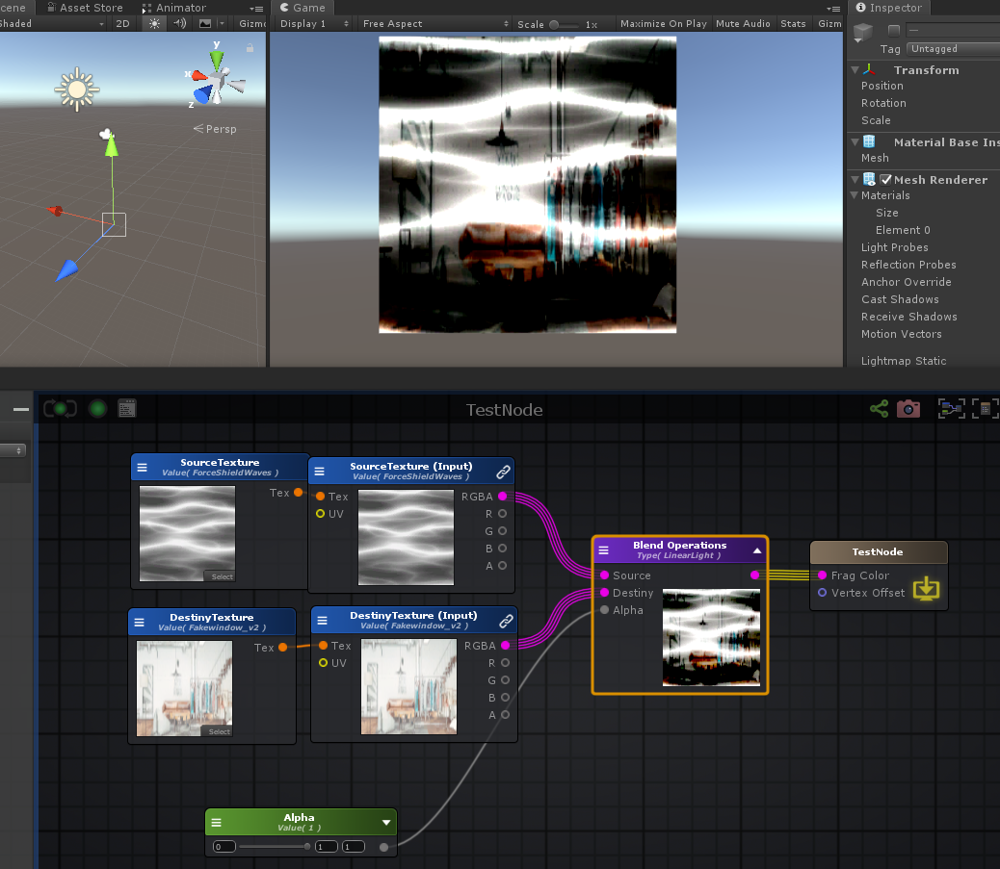 cene
Asset Store
Animator
Game
Inspector
Shaded
2D
Gizm
Display 1
Free Aspect
Scale
1x
Maximize On Play
Mute Audio
Stats
Gizm
Tag
Untagged
y
x
z
Persp
Transform
Position
Rotation
Scale
Material Base Ins
Mesh
Mesh Renderer
Materials
Size
Element 0
Light Probes
Reflection Probes
Anchor Override
Cast Shadows
Receive Shadows
Motion Vectors
Lightmap Static
TestNode
SourceTexture
Value( ForceShieldWaves )
Tex
Select
SourceTexture (Input)
Value( ForceShieldWaves )
Tex
UV
RGBA
R
G
B
A
Blend Operations
Type( LinearLight )
Source
Destiny
Alpha
TestNode
Frag Color
Vertex Offset
DestinyTexture
Value( Fakewindow_v2 )
Tex
Select
DestinyTexture (Input)
Value( Fakewindow_v2 )
Tex
UV
RGBA
R
G
B
A
Alpha
Value( 1 )
0
1
1